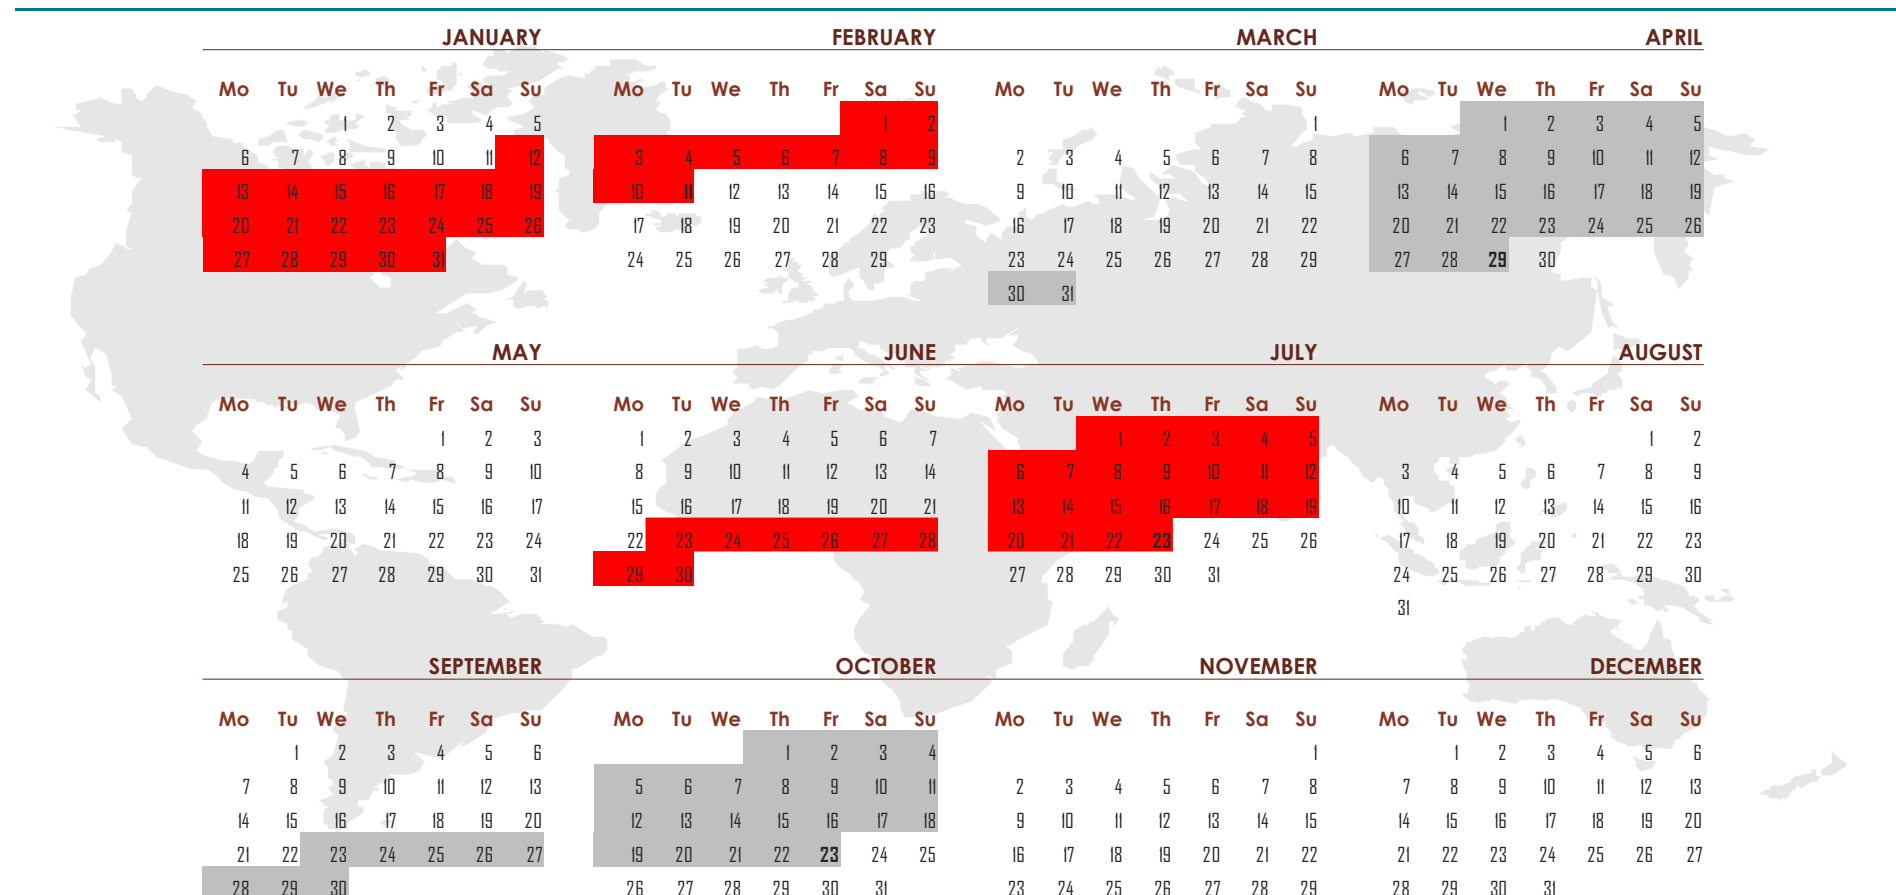 JANUARY FEBRUARY MARCH APRIL
Mo Tu We Th Fr Sa Su Mo Tu We Th Fr Sa Su Mo Tu We Th Fr Sa Su Mo Tu We Th Fr Sa Su
1 2 3 4 5 1 2 1 1 2 3 4 5
6 7 8 9 10 11 12 3 4 5 6 7 8 9 2 3 4 5 6 7 8 6 7 8 9 10 11 12
13 14 15 16 17 18 19 10 11 12 13 14 15 16 9 10 11 12 13 14 15 13 14 15 16 17 18 19
20 21 22 23 24 25 26 17 18 19 20 21 22 23 16 17 18 19 20 21 22 20 21 22 23 24 25 26
27 28 29 30 31 24 25 26 27 28 29 23 24 25 26 27 28 29 27 28 29 30
30 31
MAY JUNE JULY AUGUST
Mo Tu We Th Fr Sa Su Mo Tu We Th Fr Sa Su Mo Tu We Th Fr Sa Su Mo Tu We Th Fr Sa Su
1 2 3 1 2 3 4 5 6 7 1 2 3 4 5 1 2
4 5 6 7 8 9 10 8 9 10 11 12 13 14 6 7 8 9 10 11 12 3 4 5 6 7 8 9
11 12 13 14 15 16 17 15 16 17 18 19 20 21 13 14 15 16 17 18 19 10 11 12 13 14 15 16
18 19 20 21 22 23 24 22 23 24 25 26 27 28 20 21 22 23 24 25 26 17 18 19 20 21 22 23
25 26 27 28 29 30 31 29 30 27 28 29 30 31 24 25 26 27 28 29 30
31
SEPTEMBER OCTOBER NOVEMBER DECEMBER
Mo Tu We Th Fr Sa Su Mo Tu We Th Fr Sa Su Mo Tu We Th Fr Sa Su Mo Tu We Th Fr Sa Su
1 2 3 4 5 6 1 2 3 4 1 1 2 3 4 5 6
7 8 9 10 11 12 13 5 6 7 8 9 10 11 2 3 4 5 6 7 8 7 8 9 10 11 12 13
14 15 16 17 18 19 20 12 13 14 15 16 17 18 9 10 11 12 13 14 15 14 15 16 17 18 19 20
21 22 23 24 25 26 27 19 20 21 22 23 24 25 16 17 18 19 20 21 22 21 22 23 24 25 26 27
28 29 30 26 27 28 29 30 31 23 24 25 26 27 28 29 28 29 30 31